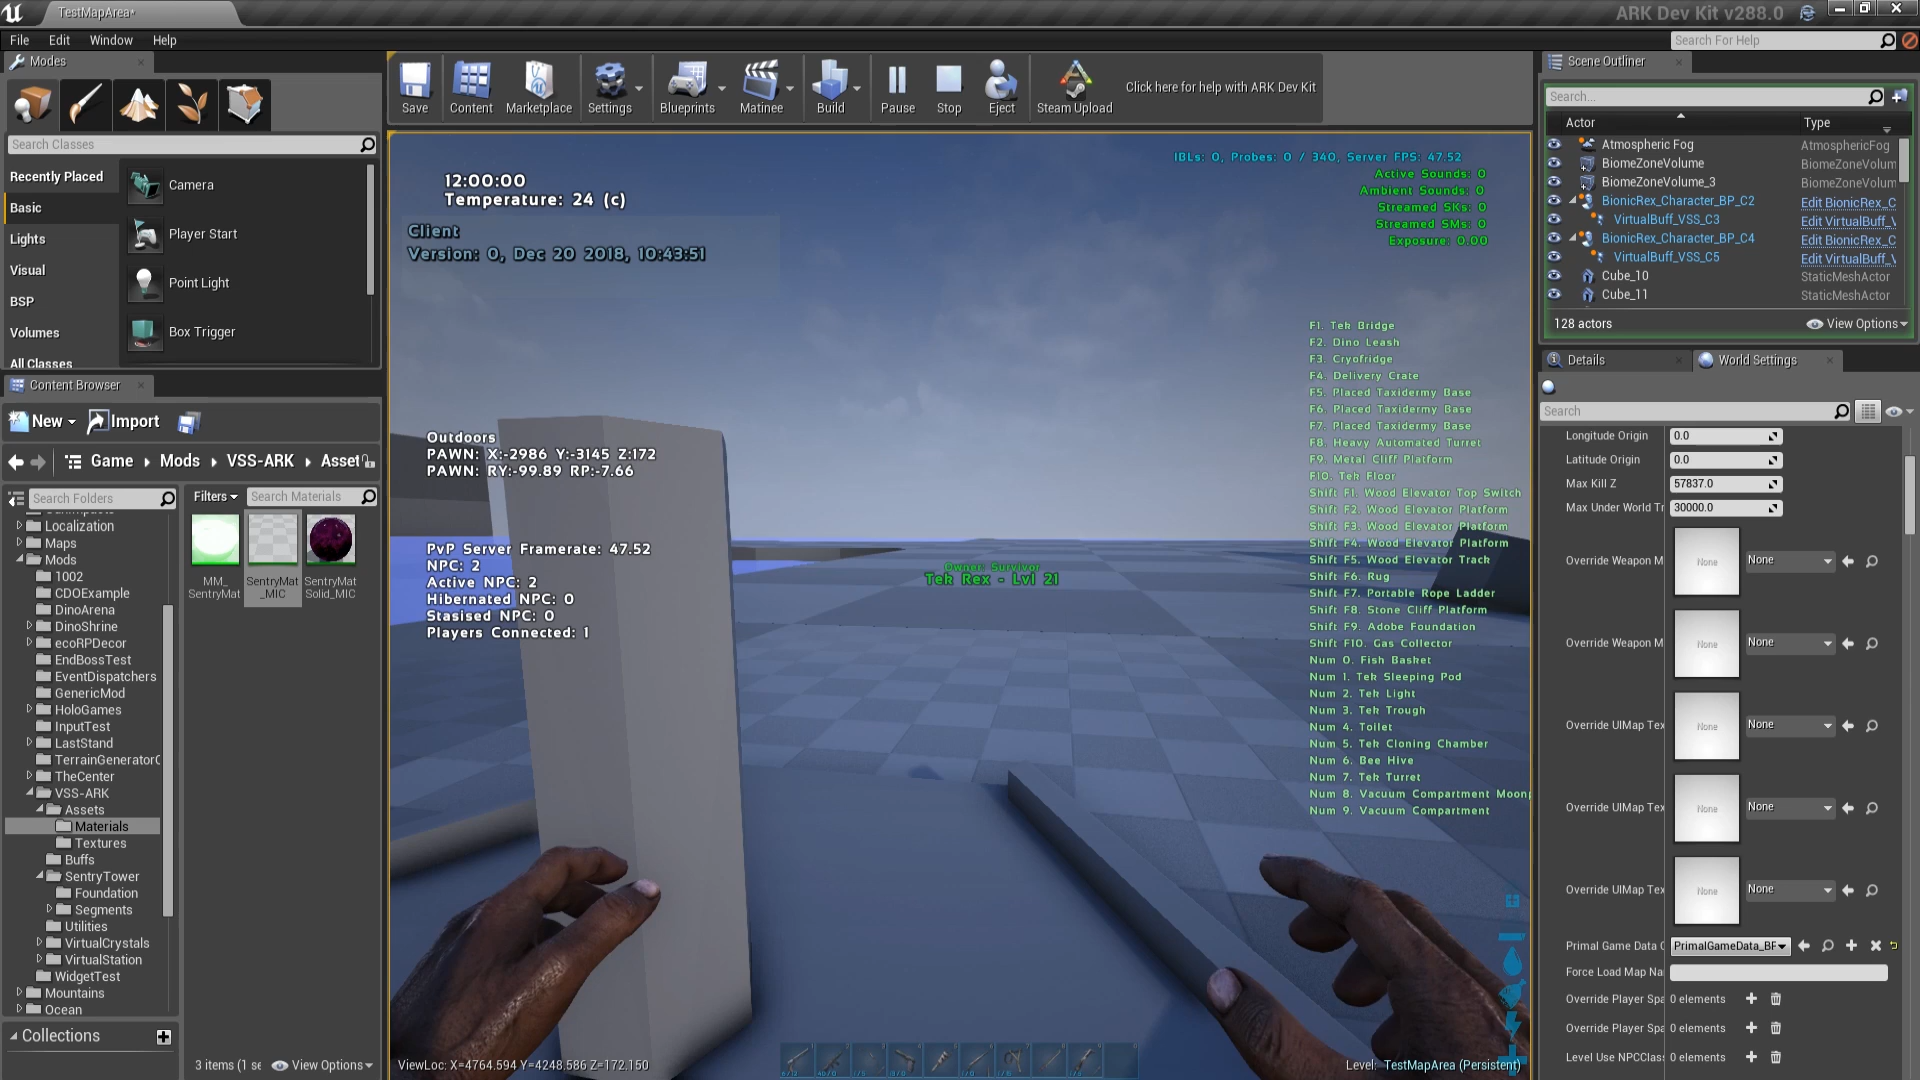 TestMapArea*
ARK Dev Kit v288.0
File Edit Window Help
Search For Help
Modes
Search Classes
Recently Placed
Basic
Lights
Visual
BSP
Volumes
All Classes
Camera
Player Start
Point Light
Box Trigger
Save Content Marketplace Settings Blueprints Matinee Build Pause Stop Eject Steam Upload
Click here for help with ARK Dev Kit
Content Browser
New Import
Game Mods VSS-ARK Asset
Search Folders
Filters
Search Materials
Localization
Maps
Mods
1002
CDOExample
DinoArena
DinoShrine
ecoRPDecor
EndBossTest
EventDispatchers
GenericMod
HoloGames
InputTest
LastStand
TerrainGenerator
TheCenter
VSS-ARK
Assets
Materials
Textures
Buffs
SentryTower
Foundation
Segments
Utilities
VirtualCrystals
VirtualStation
WidgetTest
Mountains
Ocean
Collections
MM_
SentryMat
SentryMat
_MIC
SentryMat
Solid_MIC
3 items (1 se
View Options
12:00:00
Temperature: 24 (c)
Client
Version: 0, Dec 20 2018, 10:43:51
IBLs: 0, Probes: 0 / 340, Server FPS: 47.52
Active Sounds: 0
Ambient Sounds: 0
Streamed SKs: 0
Streamed SMs: 0
Exposure: 0.00
Outdoors
PAWN: X:-2986 Y:-3145 Z:172
PAWN: RY:-99.89 RP:-7.66
PvP Server Framerate: 47.52
NPC: 2
Active NPC: 2
Hibernated NPC: 0
Stasised NPC: 0
Players Connected: 1
Owner: Survivor
Tek Rex - Lvl 21
F1. Tek Bridge
F2. Dino Leash
F3. Cryofridge
F4. Delivery Crate
F5. Placed Taxidermy Base
F6. Placed Taxidermy Base
F7. Placed Taxidermy Base
F8. Heavy Automated Turret
F9. Metal Cliff Platform
F10. Tek Floor
Shift F1. Wood Elevator Top Switch
Shift F2. Wood Elevator Platform
Shift F3. Wood Elevator Platform
Shift F4. Wood Elevator Platform
Shift F5. Wood Elevator Track
Shift F6. Rug
Shift F7. Portable Rope Ladder
Shift F8. Stone Cliff Platform
Shift F9. Adobe Foundation
Shift F10. Gas Collector
Num 0. Fish Basket
Num 1. Tek Sleeping Pod
Num 2. Tek Light
Num 3. Tek Trough
Num 4. Toilet
Num 5. Tek Cloning Chamber
Num 6. Bee Hive
Num 7. Tek Turret
Num 8. Vacuum Compartment Moonp
Num 9. Vacuum Compartment
ViewLoc: X=4764.594 Y=4248.586 Z=172.150
Level: TestMapArea (Persistent)
Scene Outliner
Search...
Actor Type
Atmospheric Fog AtmosphericFog
BiomeZoneVolume BiomeZoneVolum
BiomeZoneVolume_3 BiomeZoneVolum
BionicRex_Character_BP_C2 Edit BionicRex_C
VirtualBuff_VSS_C3 Edit VirtualBuff_V
BionicRex_Character_BP_C4 Edit BionicRex_C
VirtualBuff_VSS_C5 Edit VirtualBuff_V
Cube_10 StaticMeshActor
Cube_11 StaticMeshActor
128 actors
View Options
Details
World Settings
Search
Longitude Origin 0.0
Latitude Origin 0.0
Max Kill Z 57837.0
Max Under World Tr 30000.0
Override Weapon M None None
Override Weapon M None None
Override UIMap Tex None None
Override UIMap Tex None None
Override UIMap Tex None None
Primal Game Data C PrimalGameData_BP
Force Load Map Na
Override Player Spa 0 elements
Override Player Spa 0 elements
Level Use NPCClass 0 elements